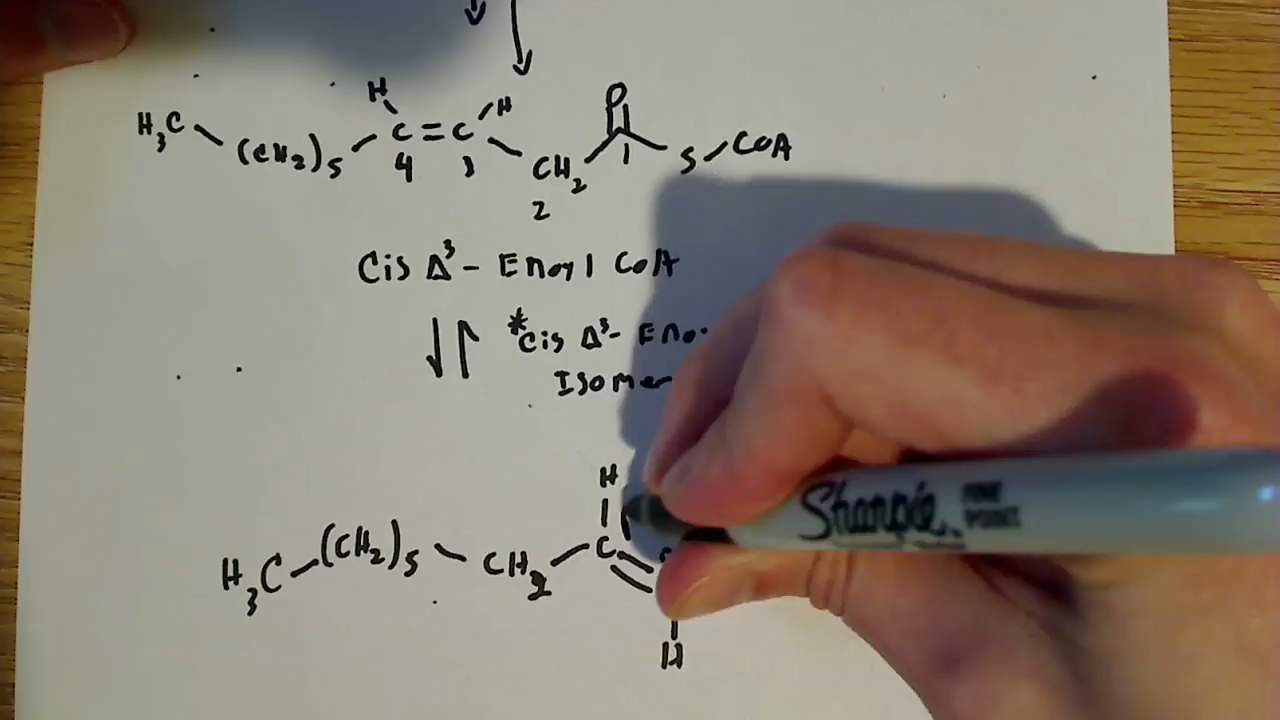 H H
H₃C (CH₂)₅ C = C CH₂ O S CoA
4 3 2 1
Cis Δ³- Enoyl CoA
*Cis Δ³- Eno
Isomer
H
H₃C (CH₂)₅ CH₂ C
H
Sharpie.
FINE
POINT